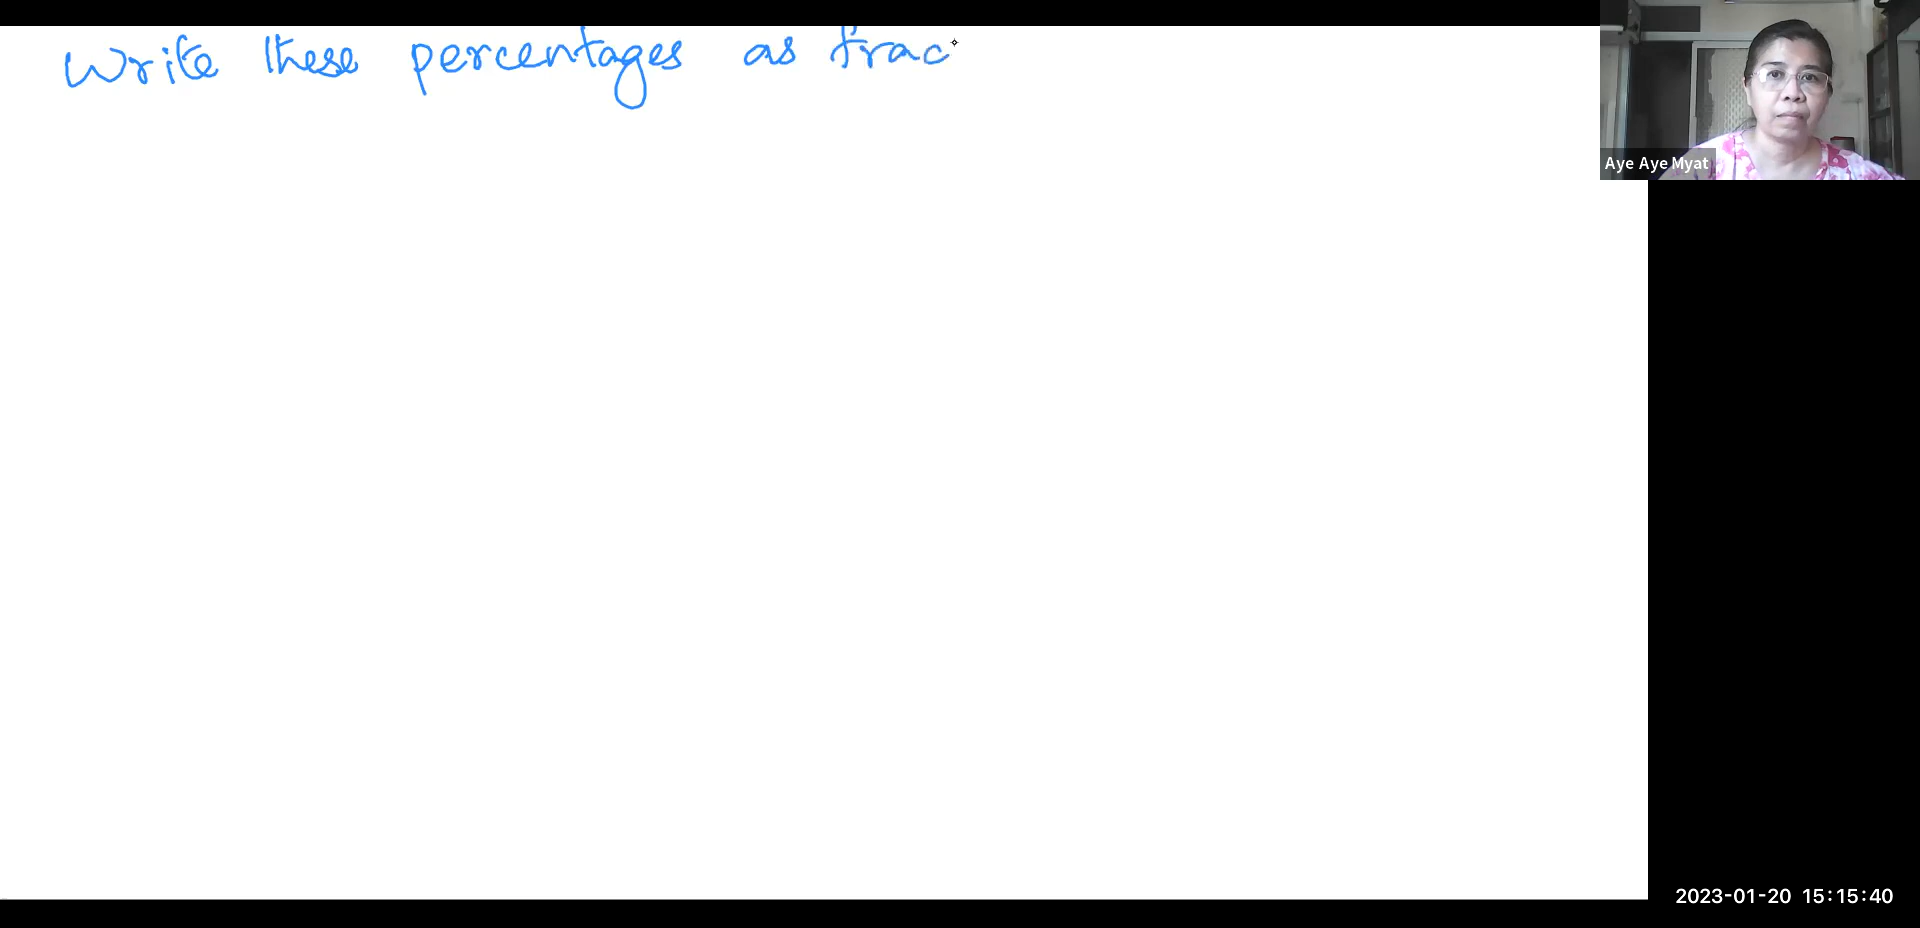 Write these percentages as frac
Aye Aye Myat
2023-01-20 15:15:40